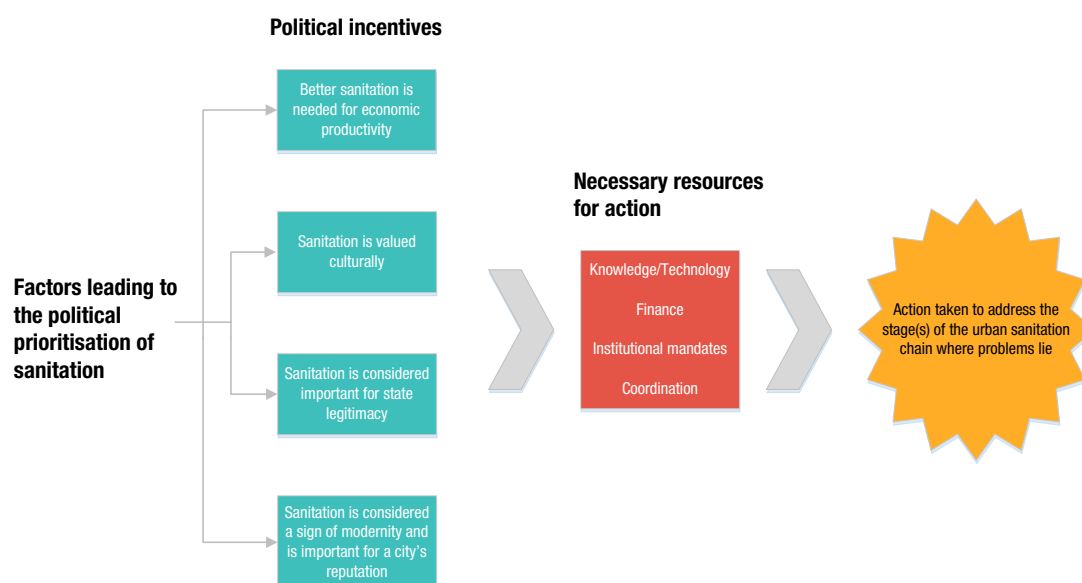 Political incentives
Better sanitation is
needed for economic
productivity
Sanitation is valued
culturally
Sanitation is considered
important for state
legitimacy
Sanitation is considered
a sign of modernity and
is important for a city's
reputation
Factors leading to
the political
prioritisation of
sanitation
Necessary resources
for action
Knowledge/Technology
Finance
Institutional mandates
Coordination
Action taken to address the
stage(s) of the urban sanitation
chain where problems lie